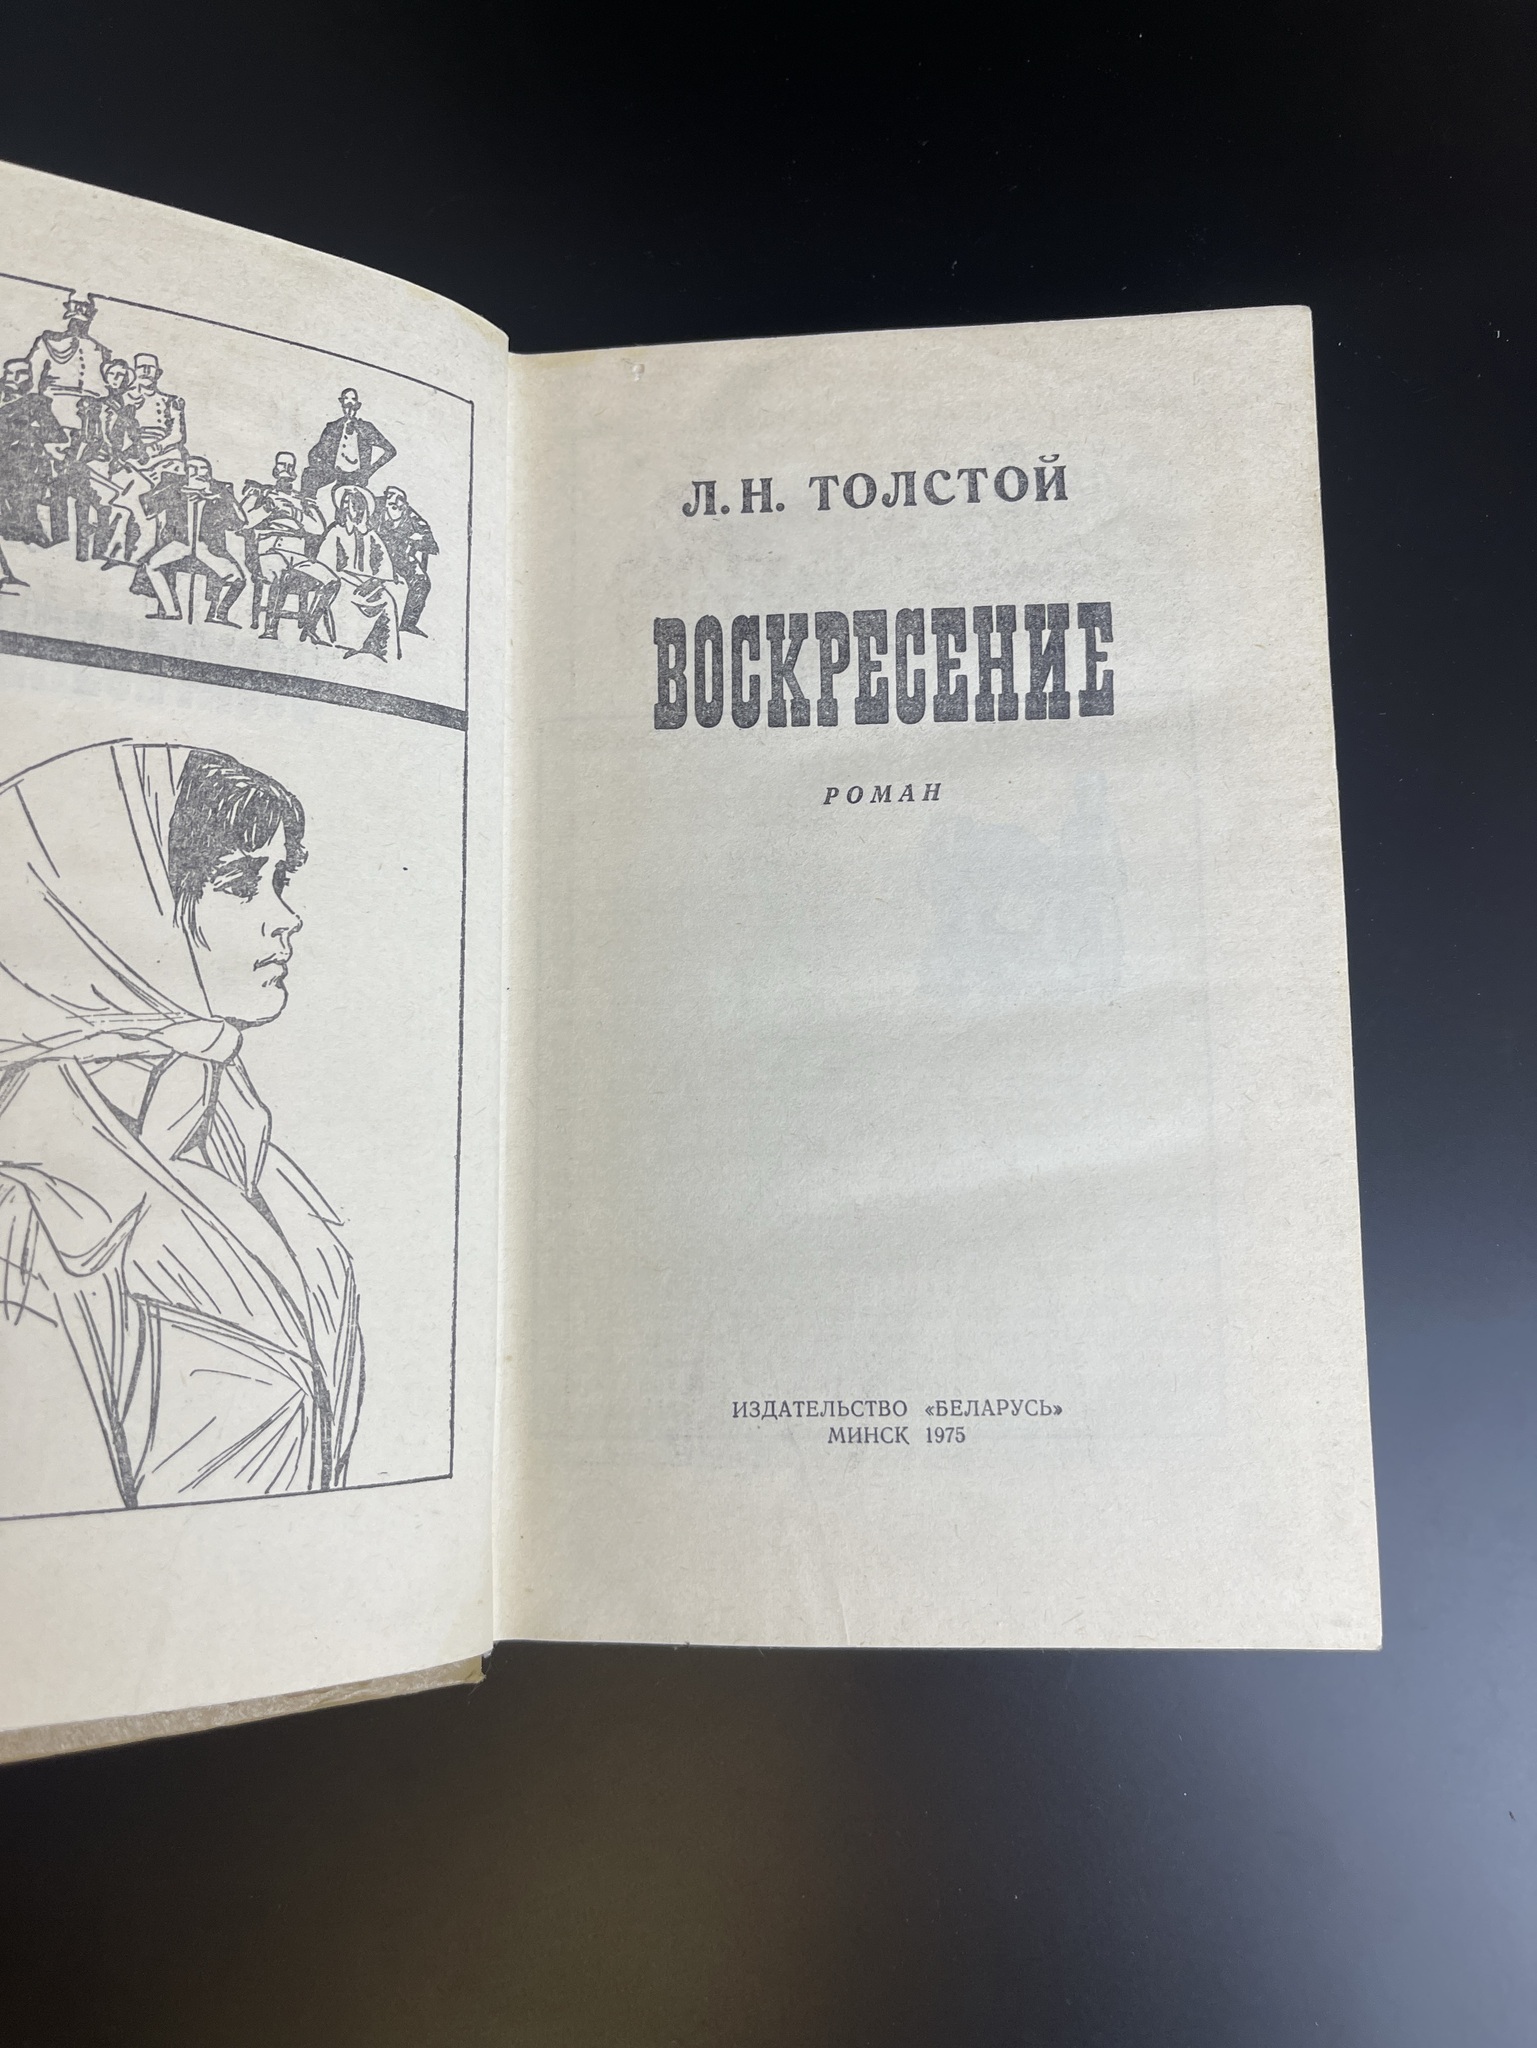 Л. Н. ТОЛСТОЙ
ВОСКРЕСЕНИЕ
РОМАН
ИЗДАТЕЛЬСТВО «БЕЛАРУСЬ»
МИНСК 1975